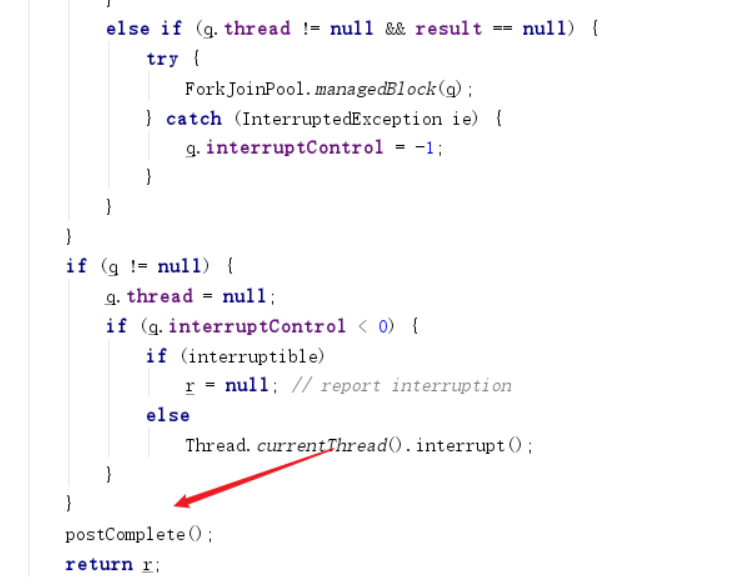 }
else if (q.thread != null && result == null) {
try {
ForkJoinPool.managedBlock(q);
} catch (InterruptedException ie) {
q.interruptControl = -1;
}
}
}
if (q != null) {
q.thread = null;
if (q.interruptControl < 0) {
if (interruptible)
r = null; // report interruption
else
Thread.currentThread().interrupt();
}
}
postComplete();
return r;